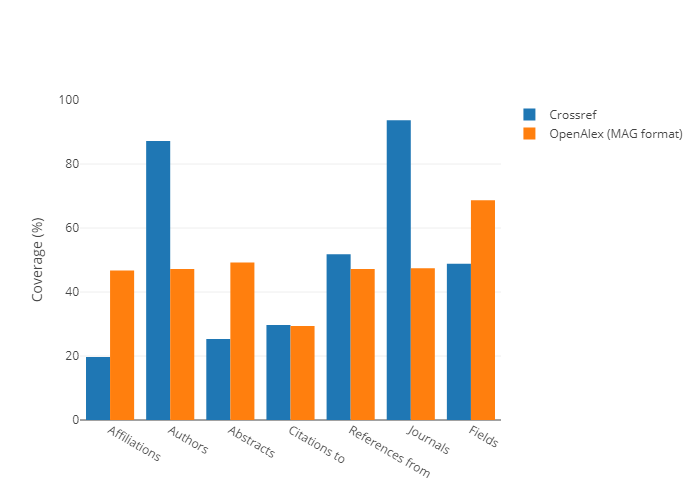 100
80
60
40
20
0
Coverage (%)
Affiliations
Authors
Abstracts
Citations to
References from
Journals
Fields
Crossref
OpenAlex (MAG format)